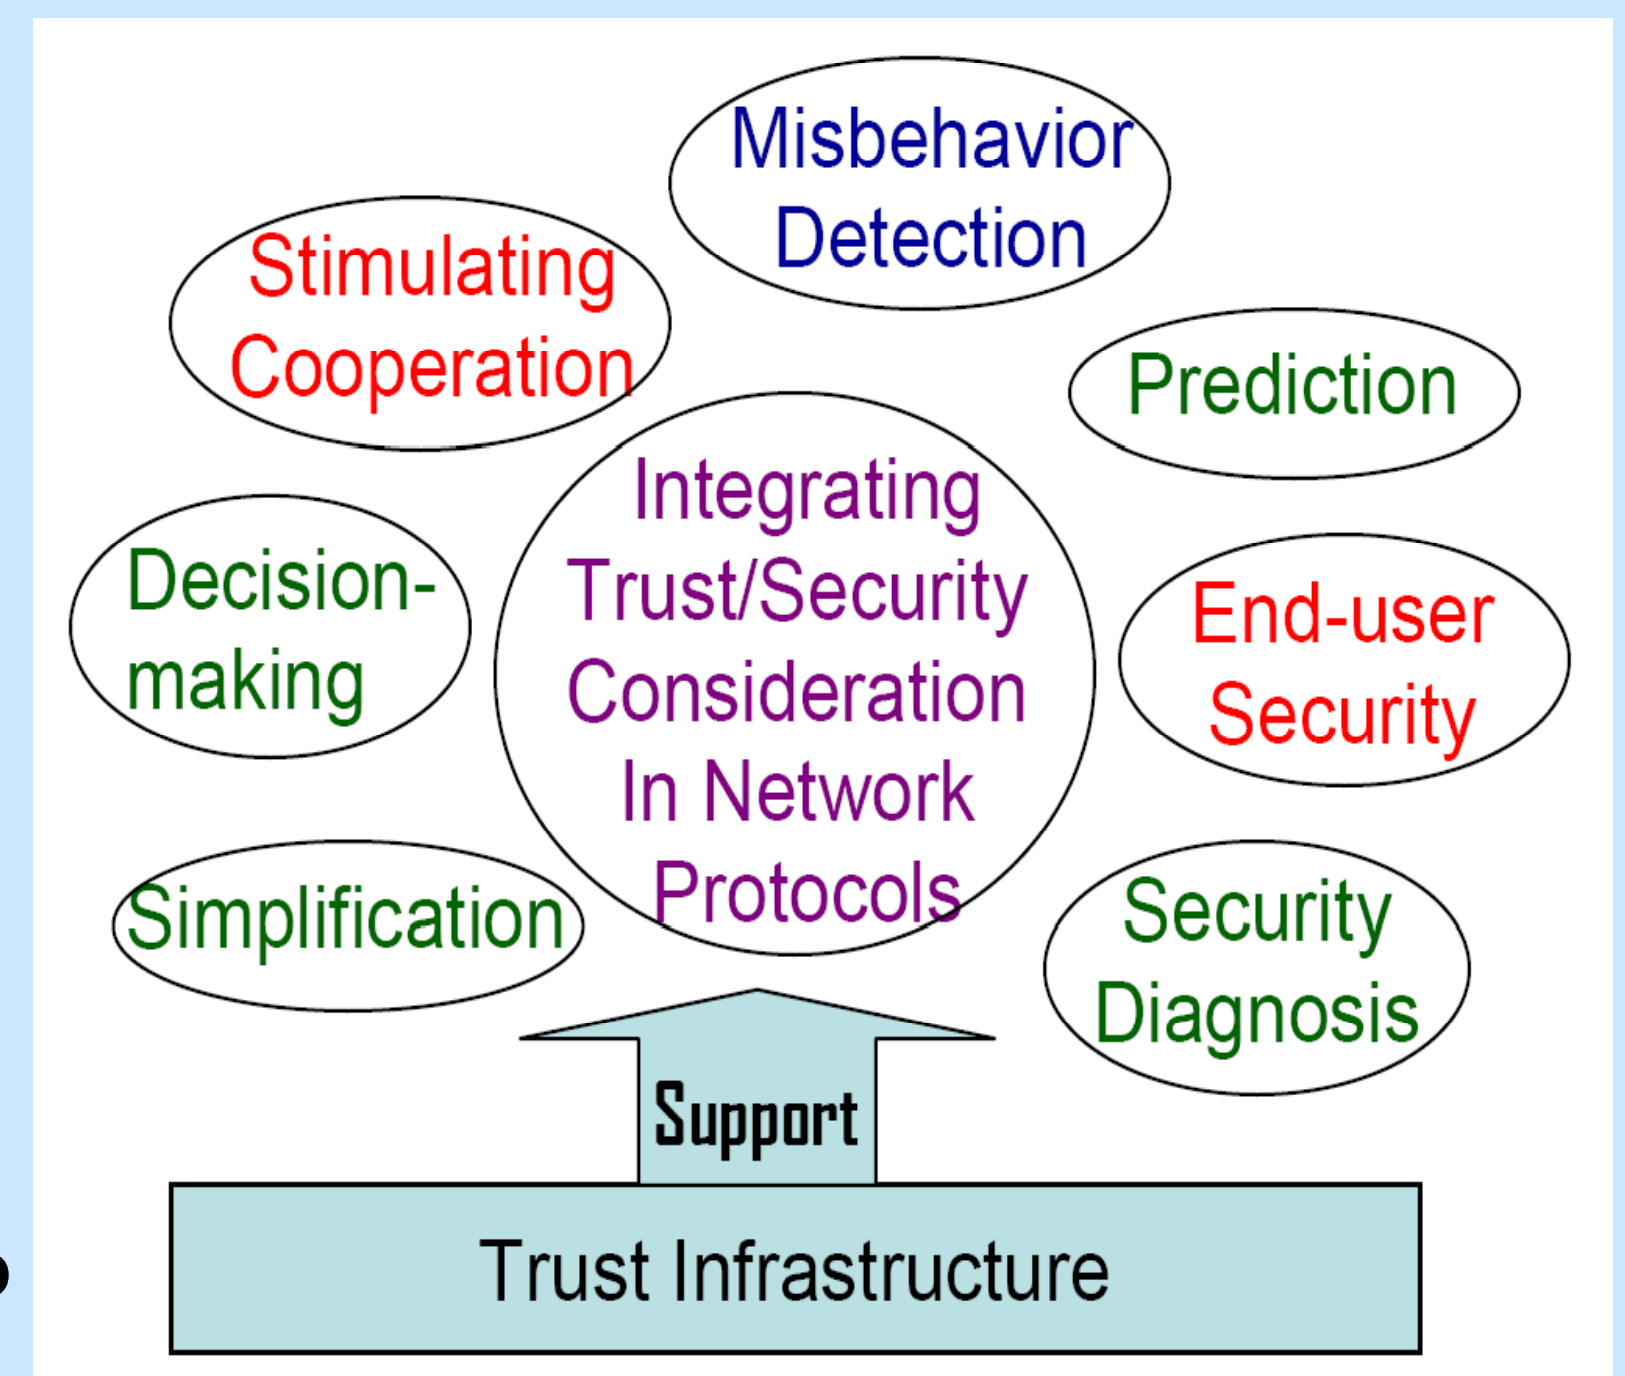 Misbehavior
Detection
Stimulating
Cooperation
Prediction
Integrating
Trust/Security
Consideration
In Network
Protocols
Decision-
making
End-user
Security
Simplification
Security
Diagnosis
Support
Trust Infrastructure